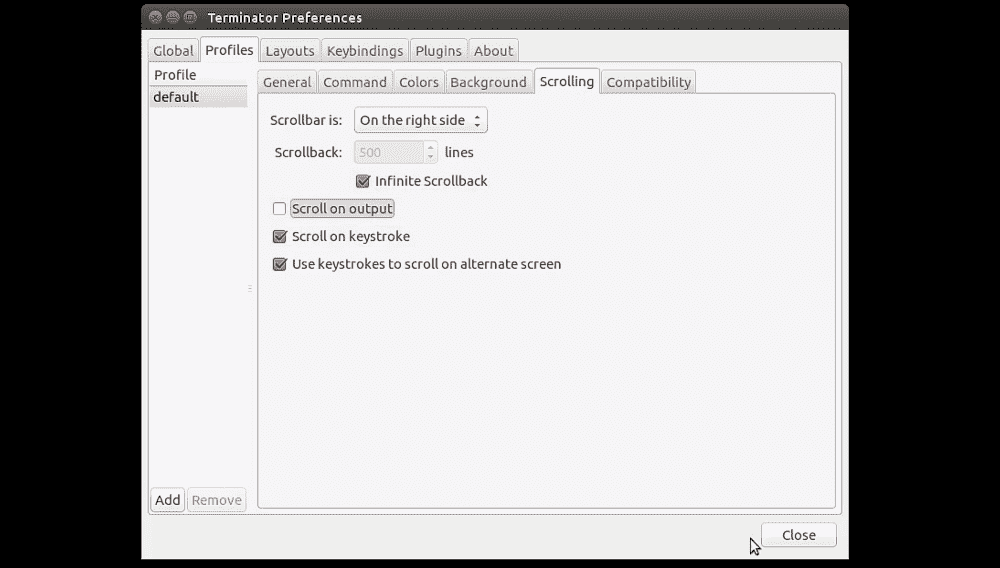 Terminator Preferences
Global Profiles Layouts Keybindings Plugins About
Profile
default
General Command Colors Background Scrolling Compatibility
Scrollbar is: On the right side
Scrollback: 500 lines
Infinite Scrollback
Scroll on output
Scroll on keystroke
Use keystrokes to scroll on alternate screen
Add Remove
Close